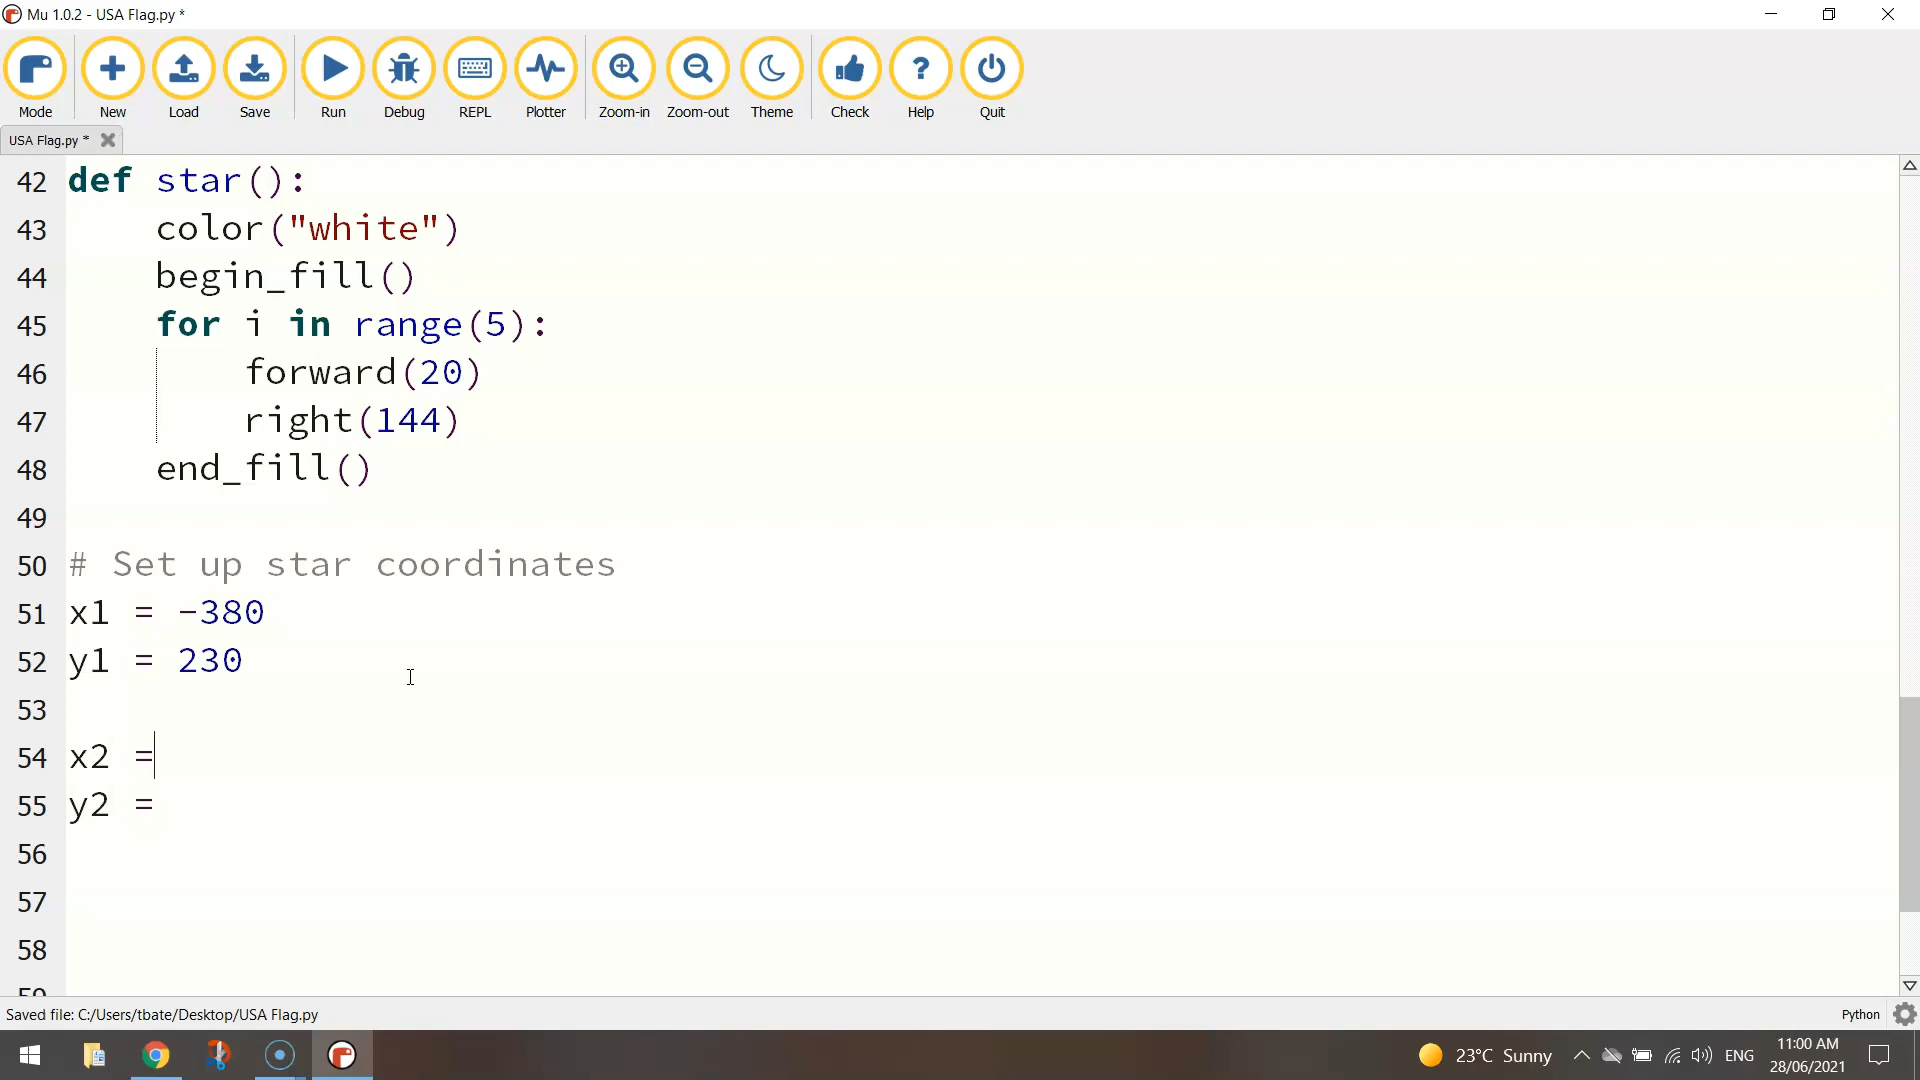 Mu 1.0.2 - USA Flag.py *
Mode New Load Save Run Debug REPL Plotter Zoom-in Zoom-out Theme Check Help Quit
USA Flag.py *
42 def star():
43     color("white")
44     begin_fill()
45     for i in range(5):
46         forward(20)
47         right(144)
48     end_fill()
49
50 # Set up star coordinates
51 x1 = -380
52 y1 = 230
53
54 x2 =
55 y2 =
56
57
58
59
Saved file: C:/Users/tbate/Desktop/USA Flag.py Python
23°C Sunny ENG 11:00 AM
28/06/2021